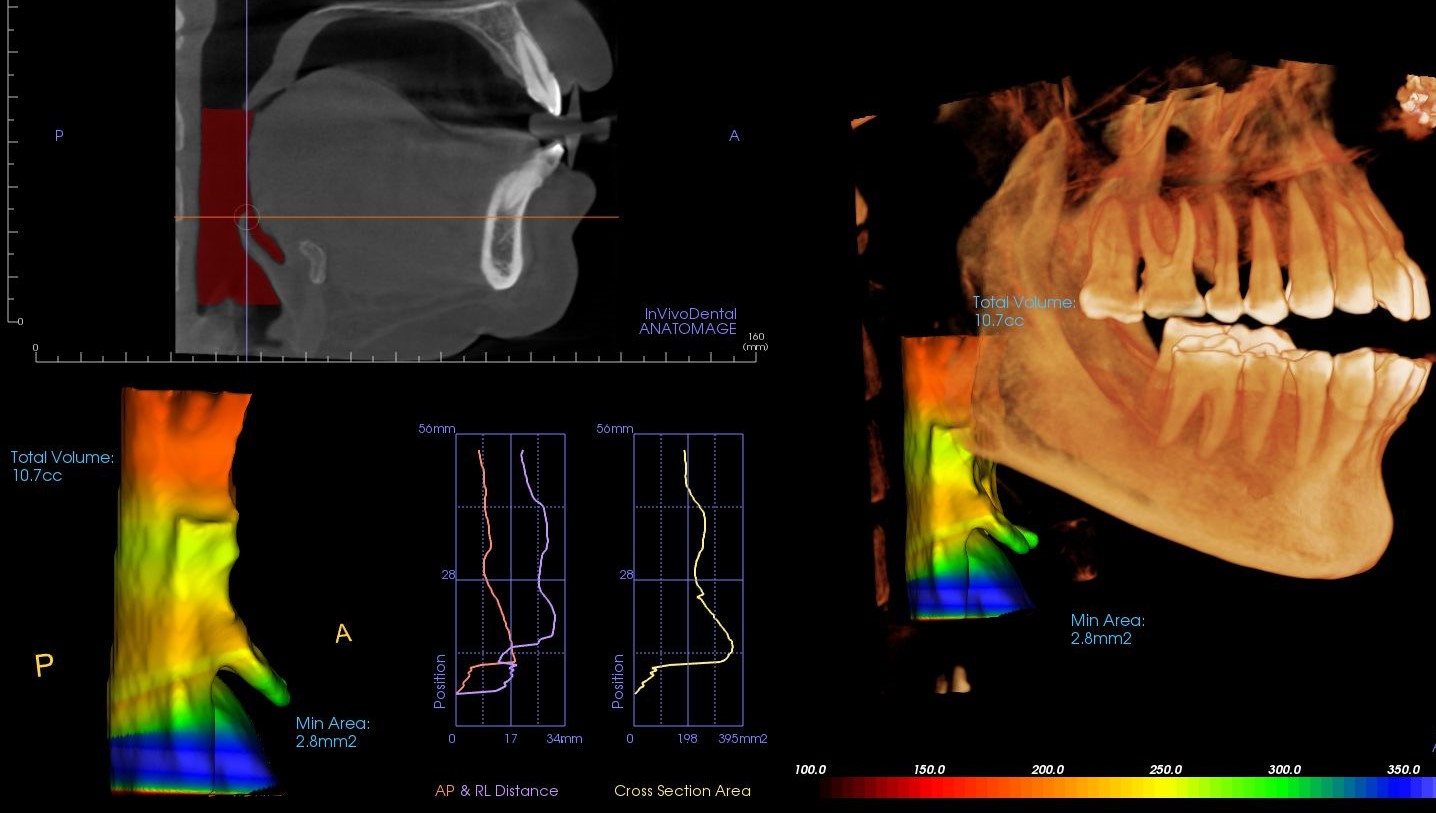 P
A
InVivoDental
ANATOMAGE
0
0
160
(mm)
Total Volume:
10.7cc
Total Volume:
10.7cc
56mm
56mm
28
28
P
A
Position
Position
Min Area:
2.8mm2
Min Area:
2.8mm2
0 17 34mm
0 198 395mm2
AP & RL Distance
Cross Section Area
100.0 150.0 200.0 250.0 300.0 350.0